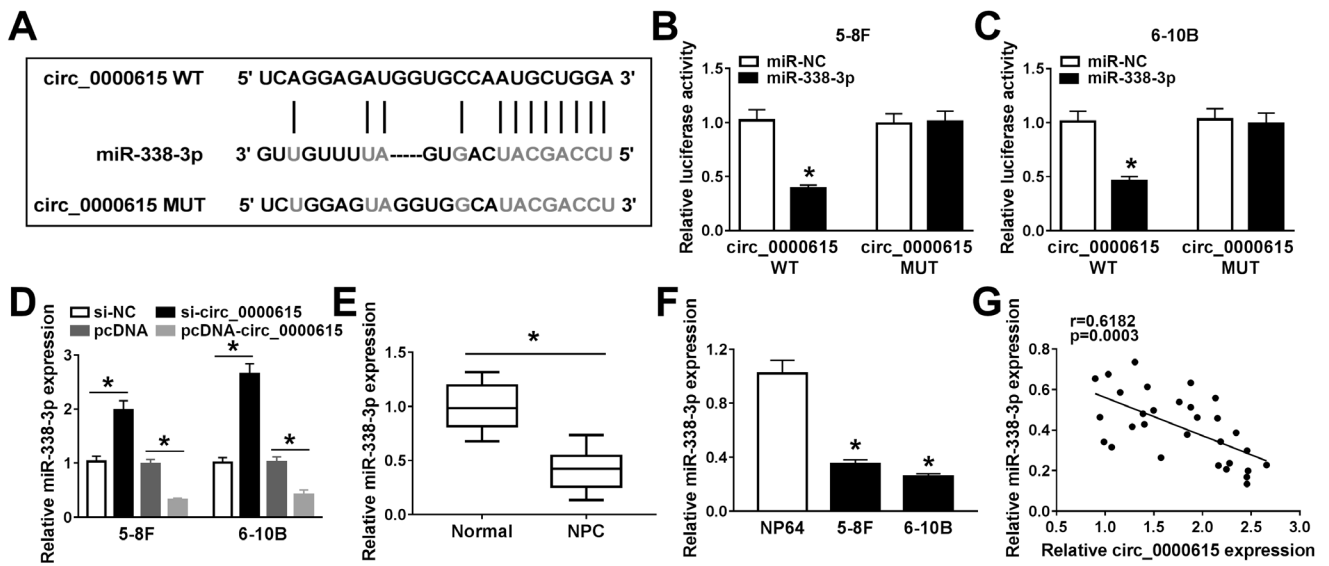 A
circ_0000615 WT 5' UCAGGAGAUGGUGCCAAUGCUGGA 3'
miR-338-3p 3' GUUGUUUUUA-----GUGACUACGACCU 5'
circ_0000615 MUT 5' UCUGGAGUAGGUGGCAUACGACCU 3'
B
5-8F
Relative luciferase activity
miR-NC
miR-338-3p
1.5
1.0
0.5
0.0
*
circ_0000615 WT
circ_0000615 MUT
C
6-10B
Relative luciferase activity
miR-NC
miR-338-3p
1.5
1.0
0.5
0.0
*
circ_0000615 WT
circ_0000615 MUT
D
si-NC
si-circ_0000615
pcDNA
pcDNA-circ_0000615
Relative miR-338-3p expression
3
2
1
0
*
*
*
*
5-8F
6-10B
E
Relative miR-338-3p expression
1.5
1.0
0.5
0.0
*
Normal
NPC
F
Relative miR-338-3p expression
1.2
0.8
0.4
0.0
*
*
NP64
5-8F
6-10B
G
r=0.6182
p=0.0003
Relative miR-338-3p expression
0.8
0.6
0.4
0.2
0.0
0.5
1.0
1.5
2.0
2.5
3.0
Relative circ_0000615 expression